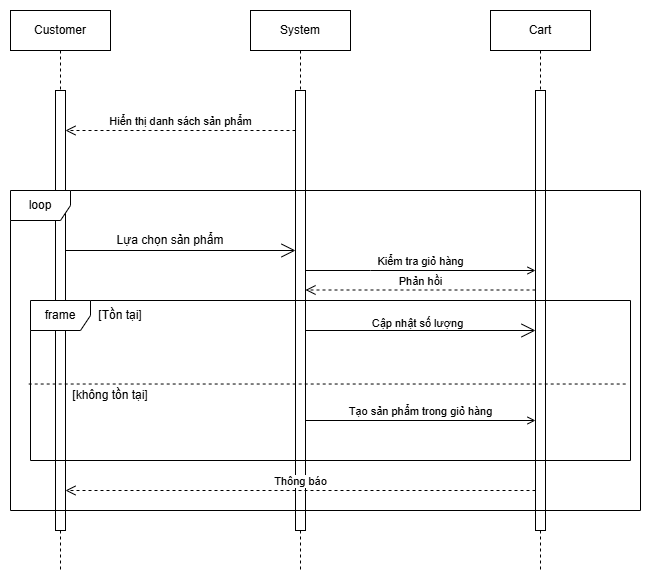 Customer
System
Cart
Hiển thị danh sách sản phẩm
loop
Lựa chọn sản phẩm
Kiểm tra giỏ hàng
Phản hồi
frame
[Tồn tại]
Cập nhật số lượng
[không tồn tại]
Tạo sản phẩm trong giỏ hàng
Thông báo